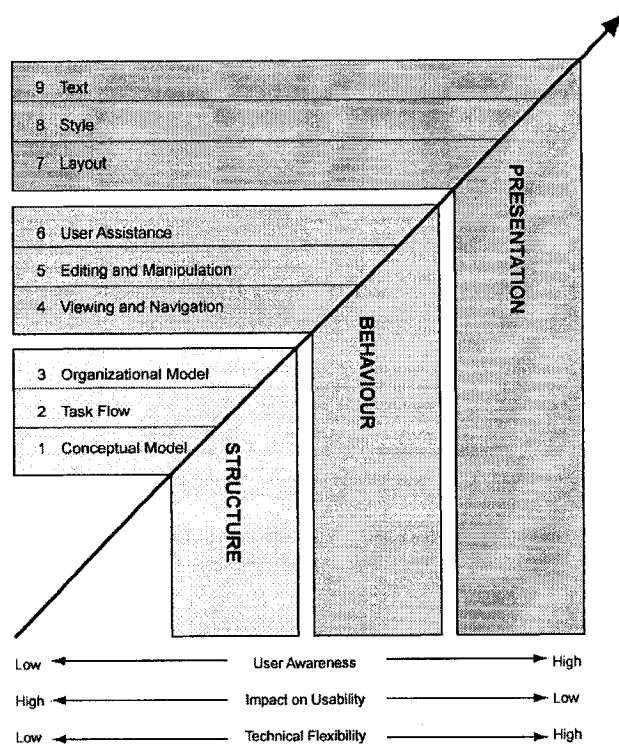 9 Text
8 Style
7 Layout
PRESENTATION
6 User Assistance
5 Editing and Manipulation
4 Viewing and Navigation
BEHAVIOUR
3 Organizational Model
2 Task Flow
1 Conceptual Model
STRUCTURE
Low User Awareness High
High Impact on Usability Low
Low Technical Flexibility High